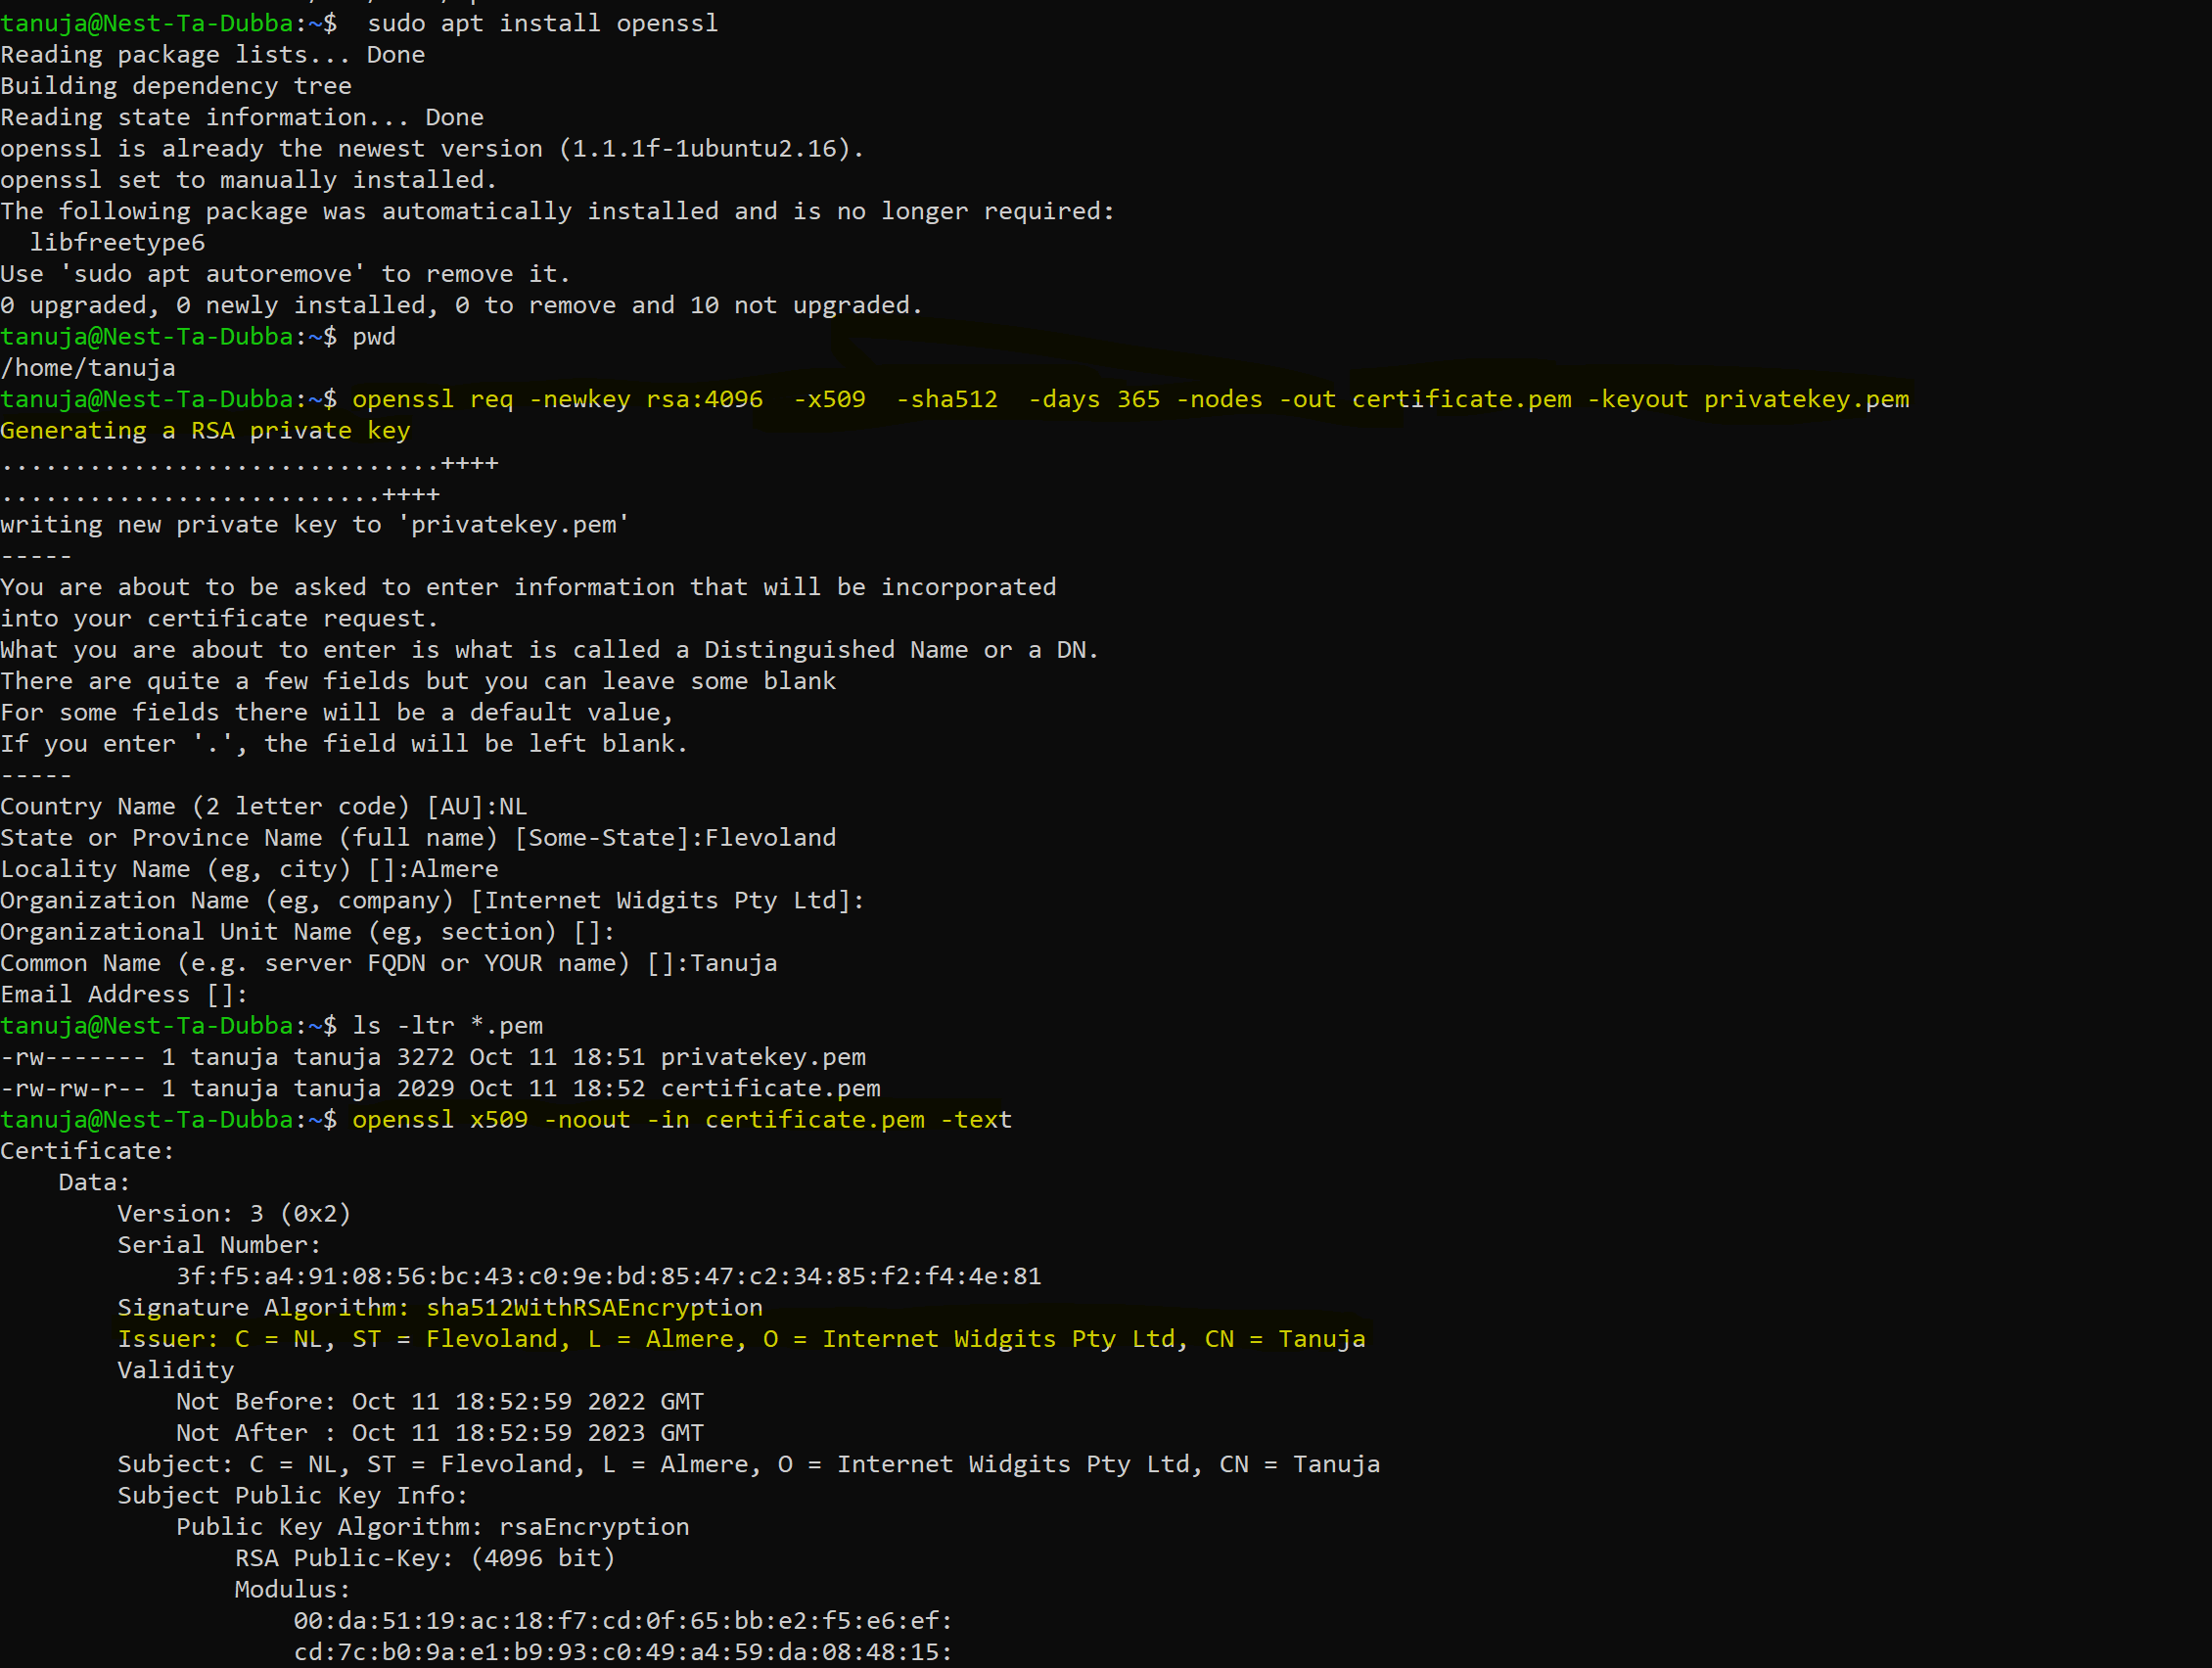 tanuja@Nest-Ta-Dubba:~$  sudo apt install openssl
Reading package lists... Done
Building dependency tree
Reading state information... Done
openssl is already the newest version (1.1.1f-1ubuntu2.16).
openssl set to manually installed.
The following package was automatically installed and is no longer required:
  libfreetype6
Use 'sudo apt autoremove' to remove it.
0 upgraded, 0 newly installed, 0 to remove and 10 not upgraded.
tanuja@Nest-Ta-Dubba:~$ pwd
/home/tanuja
tanuja@Nest-Ta-Dubba:~$ openssl req -newkey rsa:4096  -x509  -sha512  -days 365 -nodes -out certificate.pem -keyout privatekey.pem
Generating a RSA private key
..............................++++
..........................++++
writing new private key to 'privatekey.pem'
-----
You are about to be asked to enter information that will be incorporated
into your certificate request.
What you are about to enter is what is called a Distinguished Name or a DN.
There are quite a few fields but you can leave some blank
For some fields there will be a default value,
If you enter '.', the field will be left blank.
-----
Country Name (2 letter code) [AU]:NL
State or Province Name (full name) [Some-State]:Flevoland
Locality Name (eg, city) []:Almere
Organization Name (eg, company) [Internet Widgits Pty Ltd]:
Organizational Unit Name (eg, section) []:
Common Name (e.g. server FQDN or YOUR name) []:Tanuja
Email Address []:
tanuja@Nest-Ta-Dubba:~$ ls -ltr *.pem
-rw------- 1 tanuja tanuja 3272 Oct 11 18:51 privatekey.pem
-rw-rw-r-- 1 tanuja tanuja 2029 Oct 11 18:52 certificate.pem
tanuja@Nest-Ta-Dubba:~$ openssl x509 -noout -in certificate.pem -text
Certificate:
    Data:
        Version: 3 (0x2)
        Serial Number:
            3f:f5:a4:91:08:56:bc:43:c0:9e:bd:85:47:c2:34:85:f2:f4:4e:81
        Signature Algorithm: sha512WithRSAEncryption
        Issuer: C = NL, ST = Flevoland, L = Almere, O = Internet Widgits Pty Ltd, CN = Tanuja
        Validity
            Not Before: Oct 11 18:52:59 2022 GMT
            Not After : Oct 11 18:52:59 2023 GMT
        Subject: C = NL, ST = Flevoland, L = Almere, O = Internet Widgits Pty Ltd, CN = Tanuja
        Subject Public Key Info:
            Public Key Algorithm: rsaEncryption
                RSA Public-Key: (4096 bit)
                Modulus:
                    00:da:51:19:ac:18:f7:cd:0f:65:bb:e2:f5:e6:ef:
                    cd:7c:b0:9a:e1:b9:93:c0:49:a4:59:da:08:48:15: